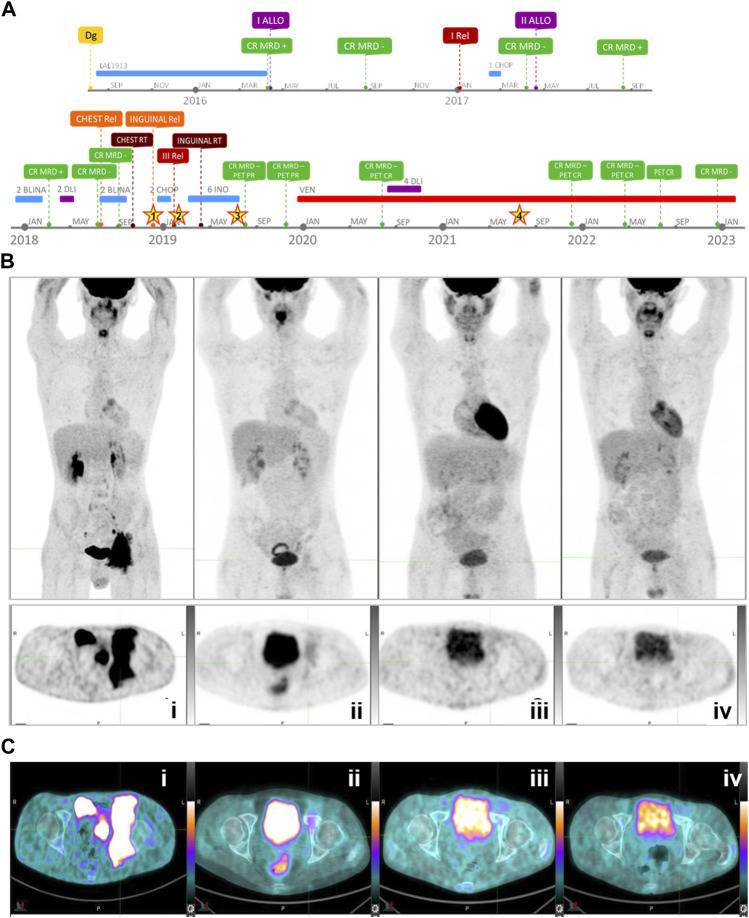 A
Dg
I ALLO
CR MRD +
CR MRD -
I Rel
II ALLO
CR MRD -
CR MRD +
LAL1913
1 CHOP
SEP NOV JAN MAR MAY JUL SEP NOV JAN MAR MAY JUL SEP
2016 2017
CHEST Rel INGUINAL Rel
CHEST RT INGUINAL RT
CR MRD - III Rel
CR MRD + CR MRD -
CR MRD – PET PR
CR MRD – PET PR
CR MRD – PET CR
CR MRD – PET CR
CR MRD – PET CR
PET CR
CR MRD -
2 BLINA 2 DLI 2 BLINA 2 CHOP 6 INO VEN 4 DLI
1 2 3 4
JAN MAY SEP JAN MAY SEP JAN MAY SEP JAN MAY SEP JAN MAY SEP JAN
2018 2019 2020 2021 2022 2023
B
R L R L R L R L
i ii iii iv
P P P P
C
i ii iii iv
R L R L R L R L
P P P P